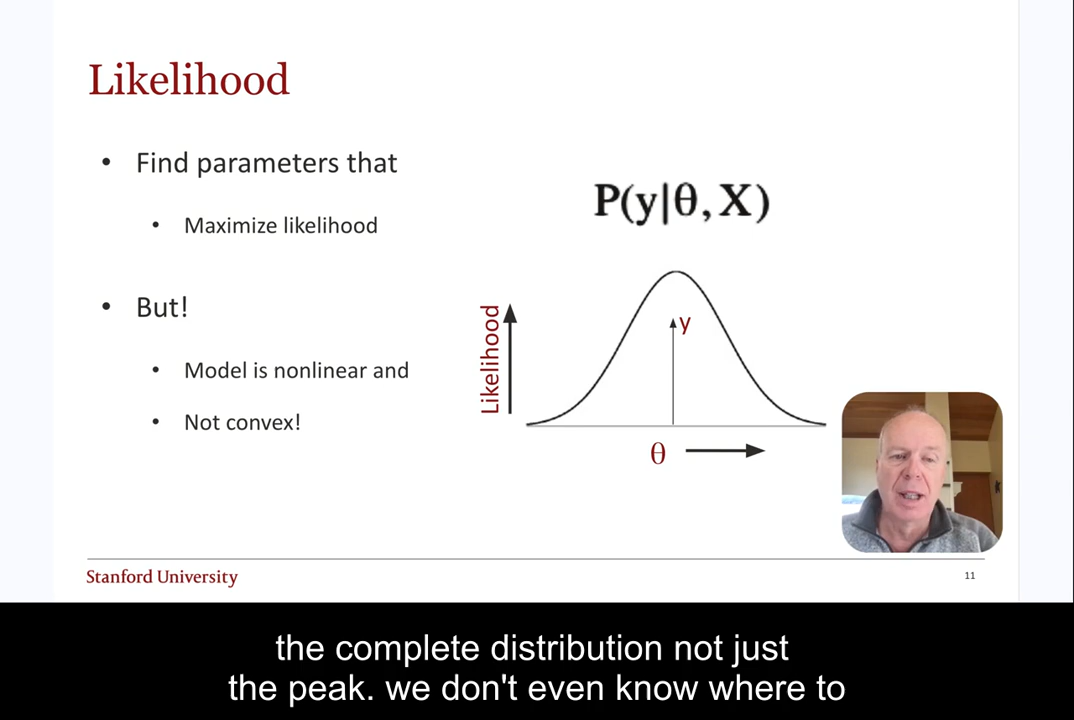 Likelihood
• Find parameters that
• Maximize likelihood
• But!
• Model is nonlinear and
• Not convex!
P(y|θ, X)
Likelihood
y
θ
Stanford University
11
the complete distribution not just
the peak. we don't even know where to